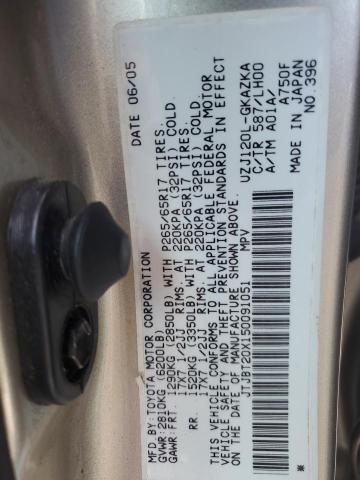 MFD. BY: TOYOTA MOTOR CORPORATION DATE 06/05
GVWR: 2810KG (6200LB)
GAWR: FRT. 1290KG (2850LB) WITH P265/65R17 TIRES.
17X7 1/2JJ RIMS. AT 220KPA (32PSI) COLD.
RR. 1520KG (3350LB) WITH P265/65R17 TIRES.
17X7 1/2JJ RIMS. AT 220KPA (32PSI) COLD.
THIS VEHICLE CONFORMS TO ALL APPLICABLE FEDERAL MOTOR
VEHICLE SAFETY AND THEFT PREVENTION STANDARDS IN EFFECT
ON THE DATE OF MANUFACTURE SHOWN ABOVE.
JTJBT20X150091051 MPV
UZJ120L-GKAZKA
C/TR 587/LH00
A/TM A01A/
A750F
MADE IN JAPAN
NO.396